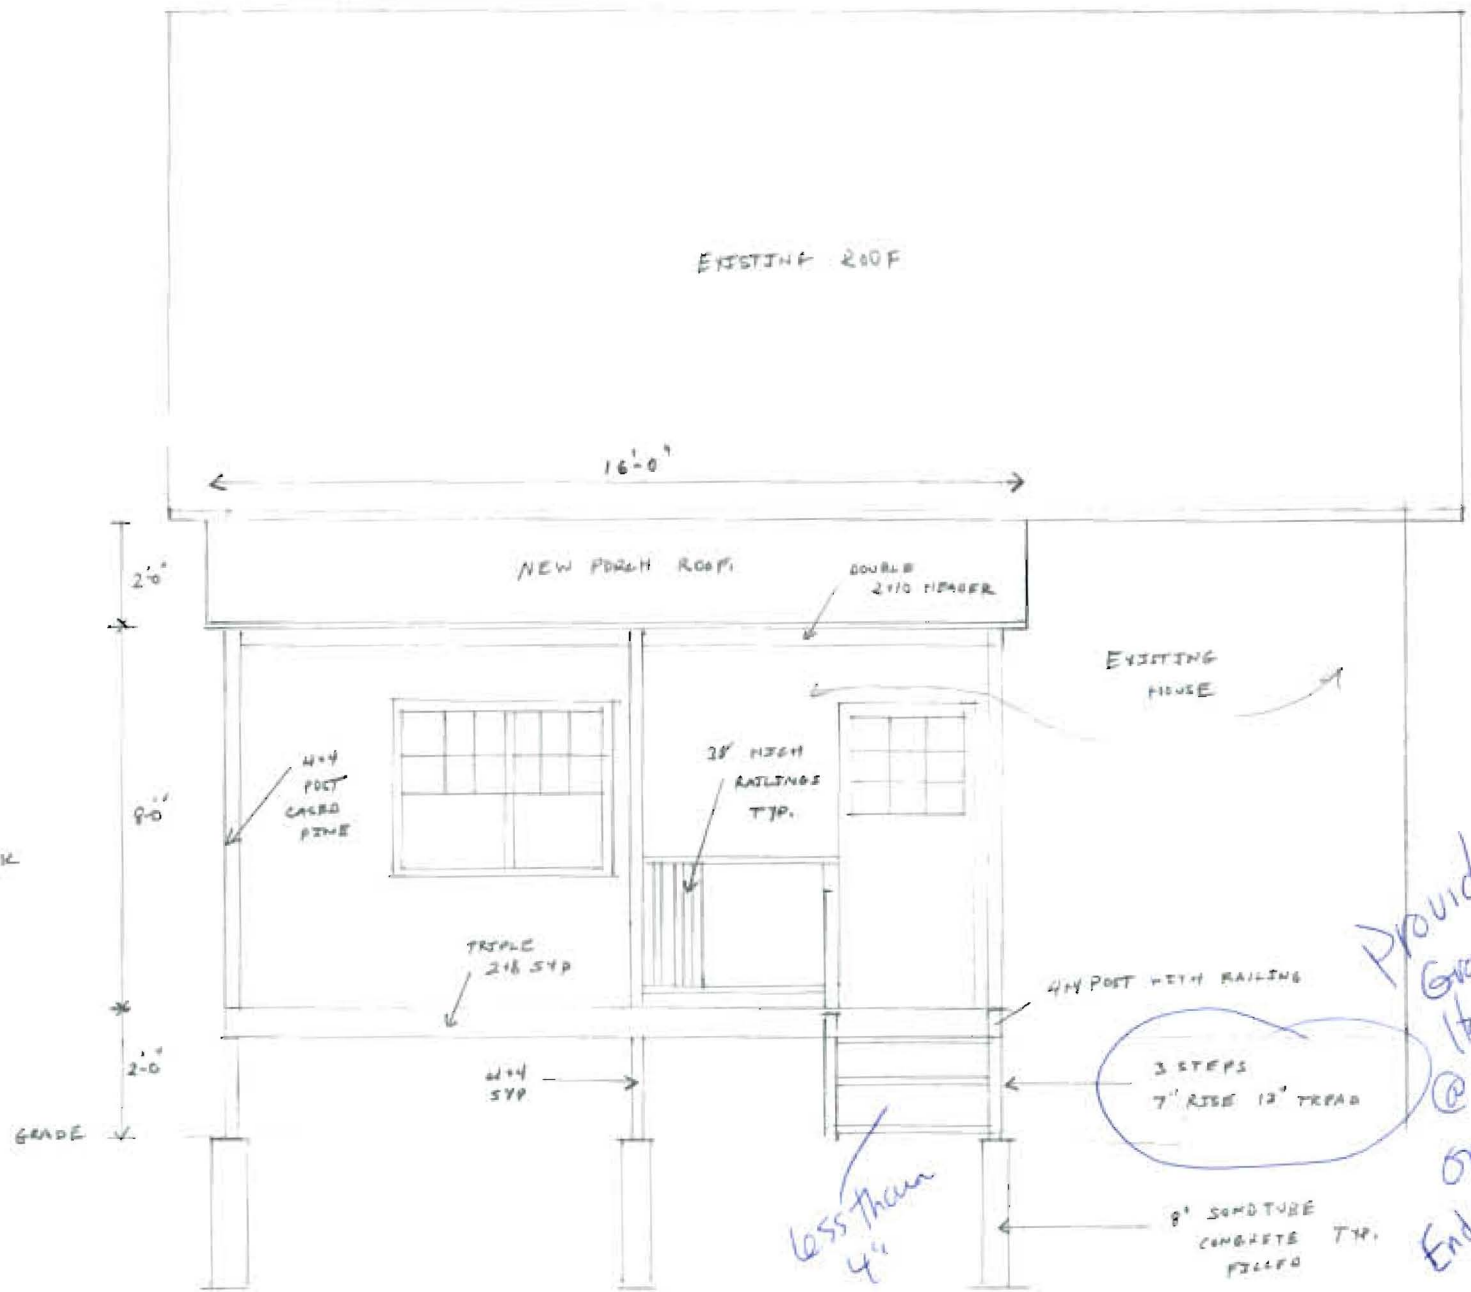 EXISTING ROOF
16'-0"
2'0"
NEW PORCH ROOF.
DOUBLE
2x10 HEADER
EXISTING
HOUSE
4x4
POST
CASED
PINE
HIGH
RAILINGS
TYP.
8'-0"
TRIPLE
2x8 SYP
4x4 POST WITH RAILING
2'-0"
4x4
SYP
3 STEPS
7" RISE 12" TREAD
GRADE
less than
4"
8" SONOTUBE
CONCRETE TYP.
FILLED
@
End